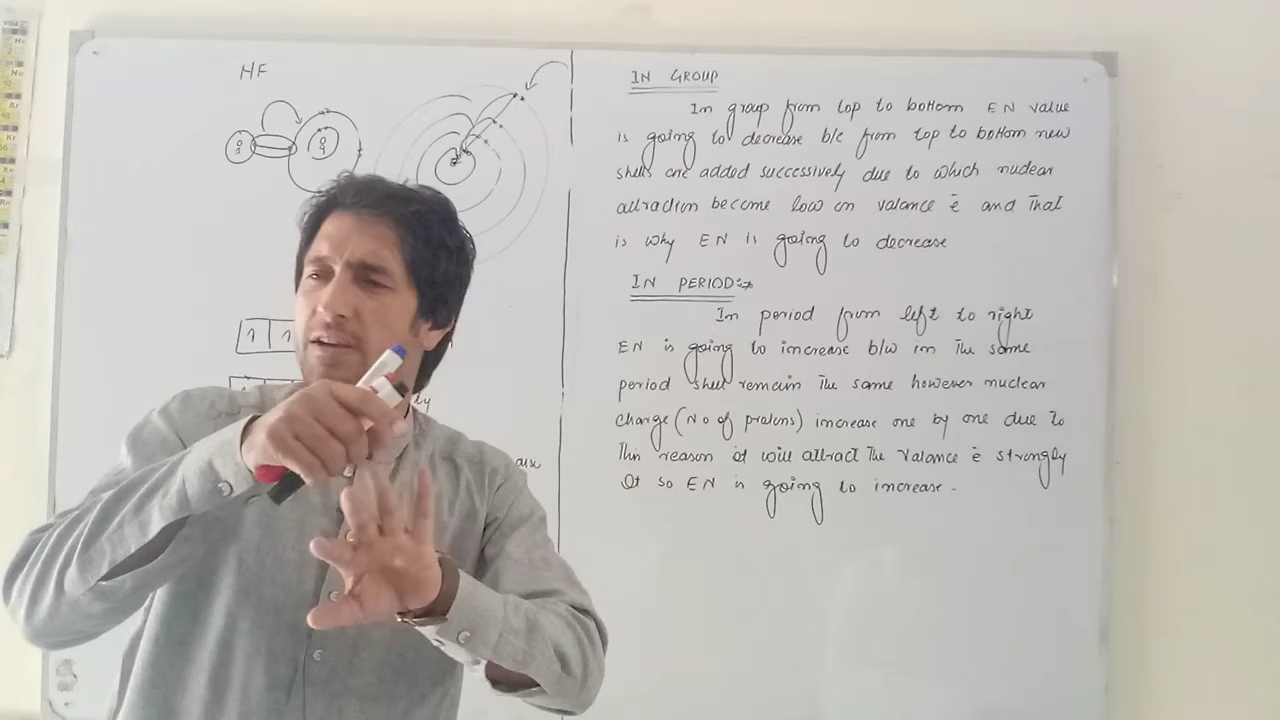 HF
IN GROUP
In group from top to bottom EN value
is going to decrease b/c from top to bottom new
shells are added successively due to which nuclear
attraction become low on valance ē and that
is why EN is going to decrease
IN PERIOD:→
In period from left to right
EN is going to increase b/w in the same
period shell remain the same however nuclear
charge (No of protons) increase one by one due to
this reason it will attract the valance ē strongly
It so EN is going to increase -
1 1
ty